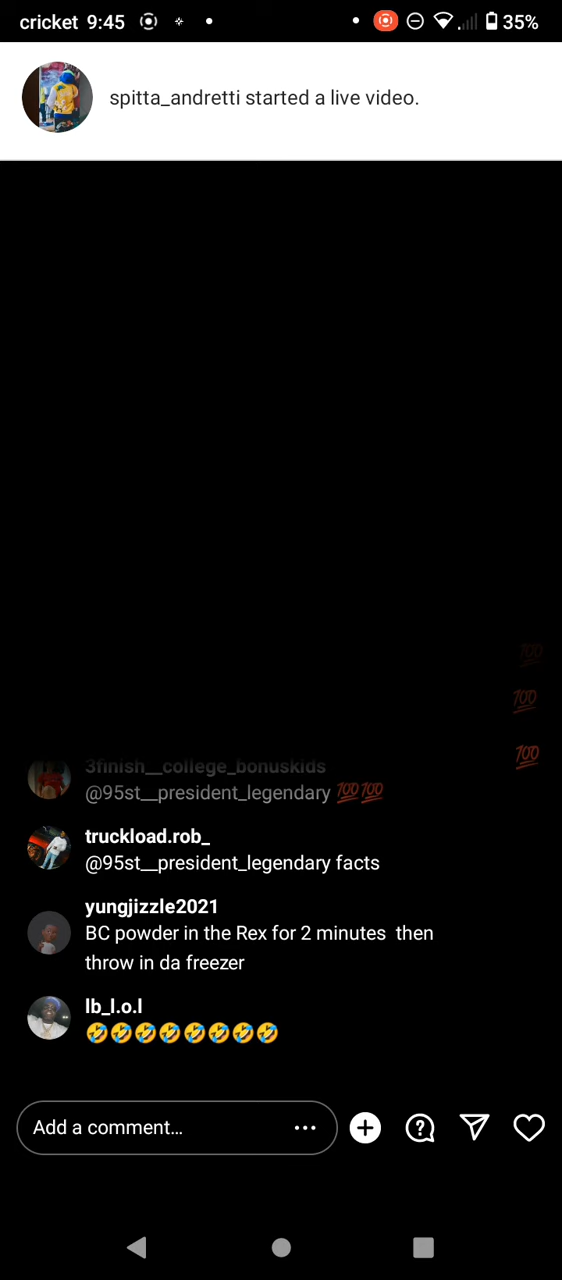 cricket 9:45 35%
spitta_andretti started a live video.
3finish__college_bonuskids
@95st__president_legendary 💯💯
truckload.rob_
@95st__president_legendary facts
yungjizzle2021
BC powder in the Rex for 2 minutes  then
throw in da freezer
lb_l.o.l
🤣🤣🤣🤣🤣🤣🤣🤣
Add a comment...